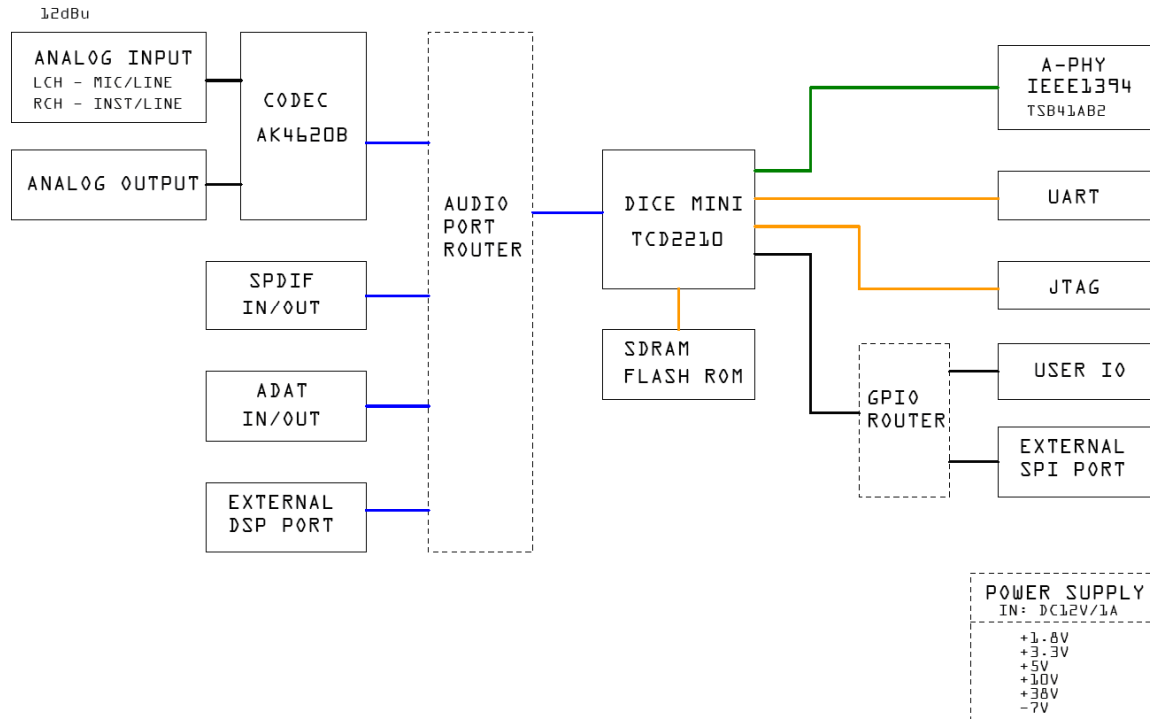 12dBu
ANALOG INPUT
LCH - MIC/LINE
RCH - INST/LINE
CODEC
AK4620B
ANALOG OUTPUT
SPDIF
IN/OUT
ADAT
IN/OUT
EXTERNAL
DSP PORT
AUDIO
PORT
ROUTER
DICE MINI
TCD2210
SDRAM
FLASH ROM
A-PHY
IEEE1394
TSB41AB2
UART
JTAG
GPIO
ROUTER
USER IO
EXTERNAL
SPI PORT
POWER SUPPLY
IN: DC12V/1A
+1.8V
+3.3V
+5V
+10V
+38V
-7V